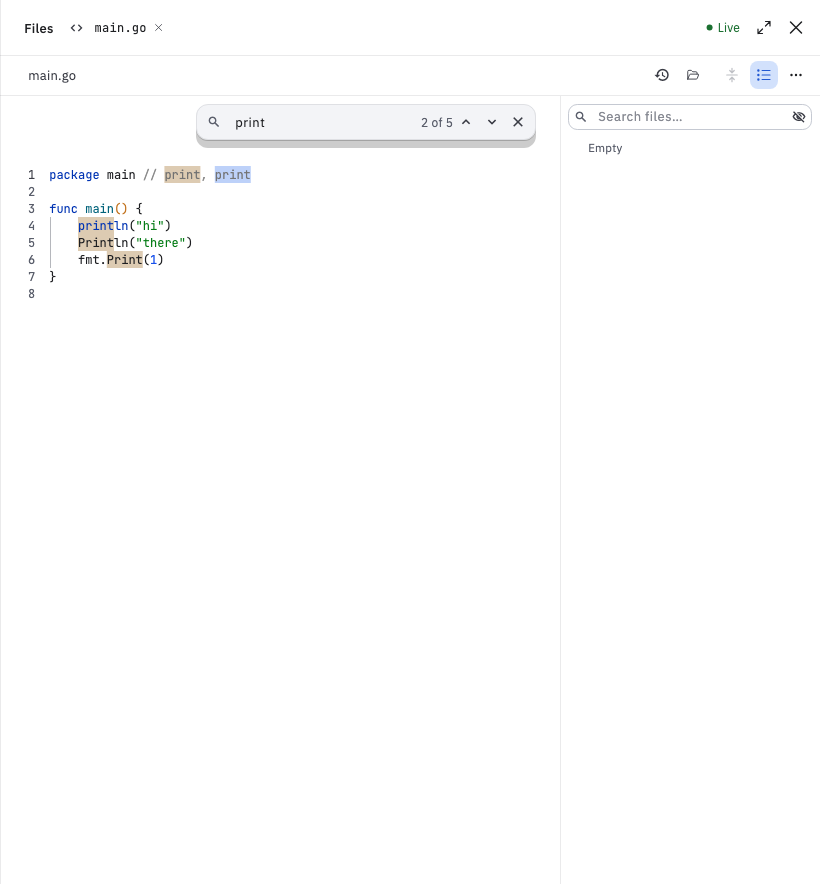 Files <> main.go ×
Live
main.go
print 2 of 5
Search files...
Empty
1 package main // print, print
2
3 func main() {
4     println("hi")
5     Println("there")
6     fmt.Print(1)
7 }
8